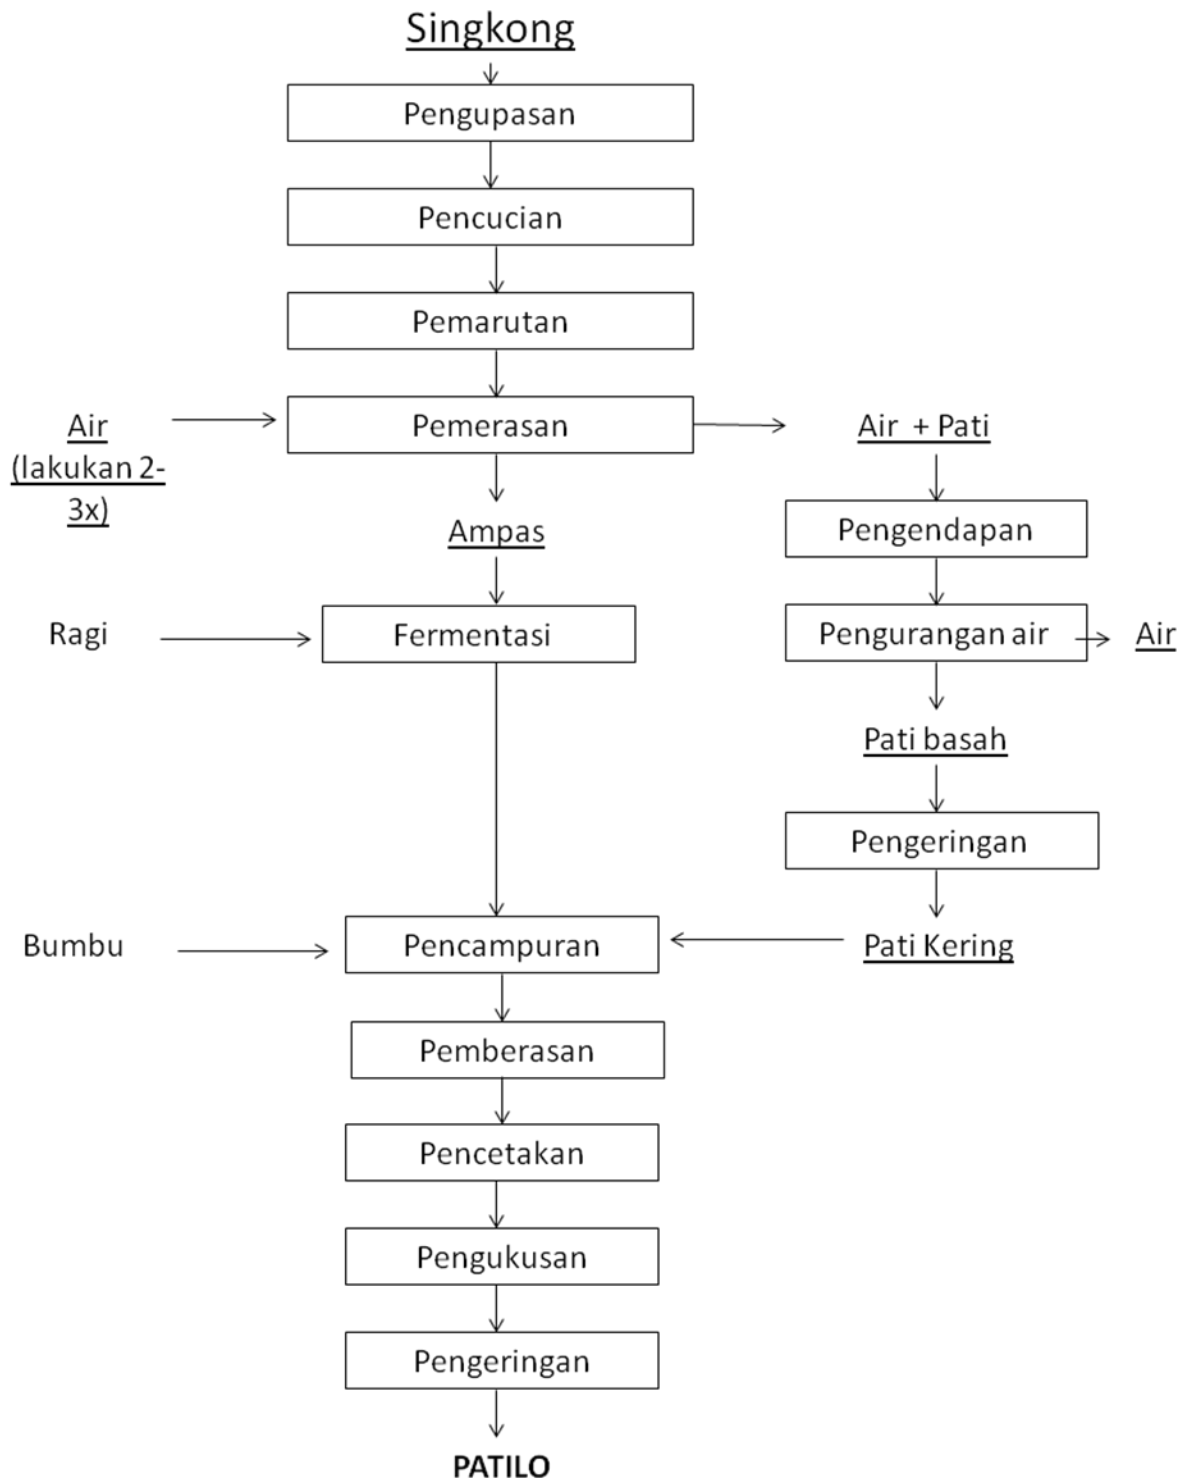 Singkong
Pengupasan
Pencucian
Pemarutan
Air
(lakukan 2-
3x)
Pemerasan
Air + Pati
Ampas
Pengendapan
Ragi
Fermentasi
Pengurangan air
Air
Pati basah
Pengeringan
Bumbu
Pencampuran
Pati Kering
Pemberasan
Pencetakan
Pengukusan
Pengeringan
PATILO